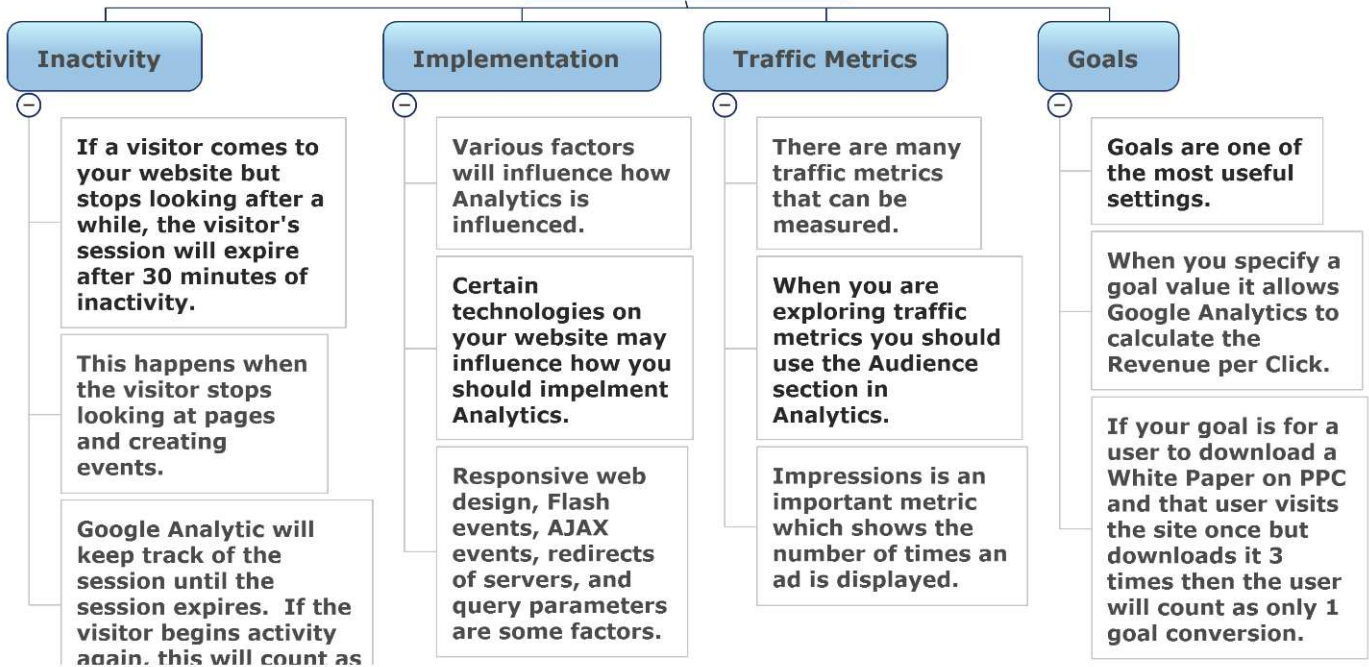 Inactivity
If a visitor comes to
your website but
stops looking after a
while, the visitor's
session will expire
after 30 minutes of
inactivity.
This happens when
the visitor stops
looking at pages
and creating
events.
Google Analytic will
keep track of the
session until the
session expires.  If the
visitor begins activity
again, this will count as
Implementation
Various factors
will influence how
Analytics is
influenced.
Certain
technologies on
your website may
influence how you
should impelment
Analytics.
Responsive web
design, Flash
events, AJAX
events, redirects
of servers, and
query parameters
are some factors.
Traffic Metrics
There are many
traffic metrics
that can be
measured.
When you are
exploring traffic
metrics you should
use the Audience
section in
Analytics.
Impressions is an
important metric
which shows the
number of times an
ad is displayed.
Goals
Goals are one of
the most useful
settings.
When you specify a
goal value it allows
Google Analytics to
calculate the
Revenue per Click.
If your goal is for a
user to download a
White Paper on PPC
and that user visits
the site once but
downloads it 3
times then the user
will count as only 1
goal conversion.